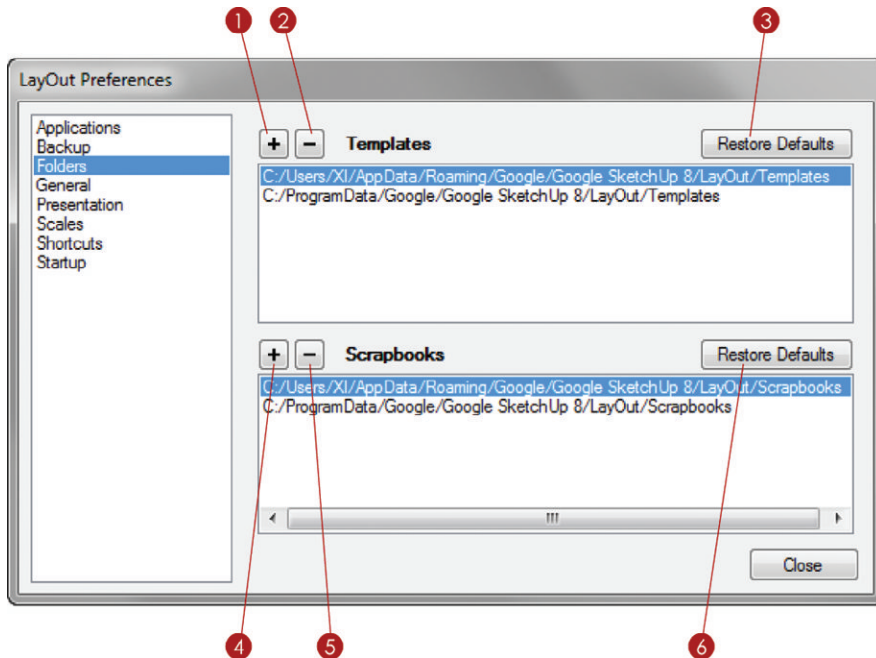 1 2 3
LayOut Preferences
Applications
Backup
Folders
General
Presentation
Scales
Shortcuts
Startup
+ − Templates Restore Defaults
C:/Users/XI/AppData/Roaming/Google/Google SketchUp 8/LayOut/Templates
C:/ProgramData/Google/Google SketchUp 8/LayOut/Templates
+ − Scrapbooks Restore Defaults
C:/Users/XI/AppData/Roaming/Google/Google SketchUp 8/LayOut/Scrapbooks
C:/ProgramData/Google/Google SketchUp 8/LayOut/Scrapbooks
Close
4 5 6